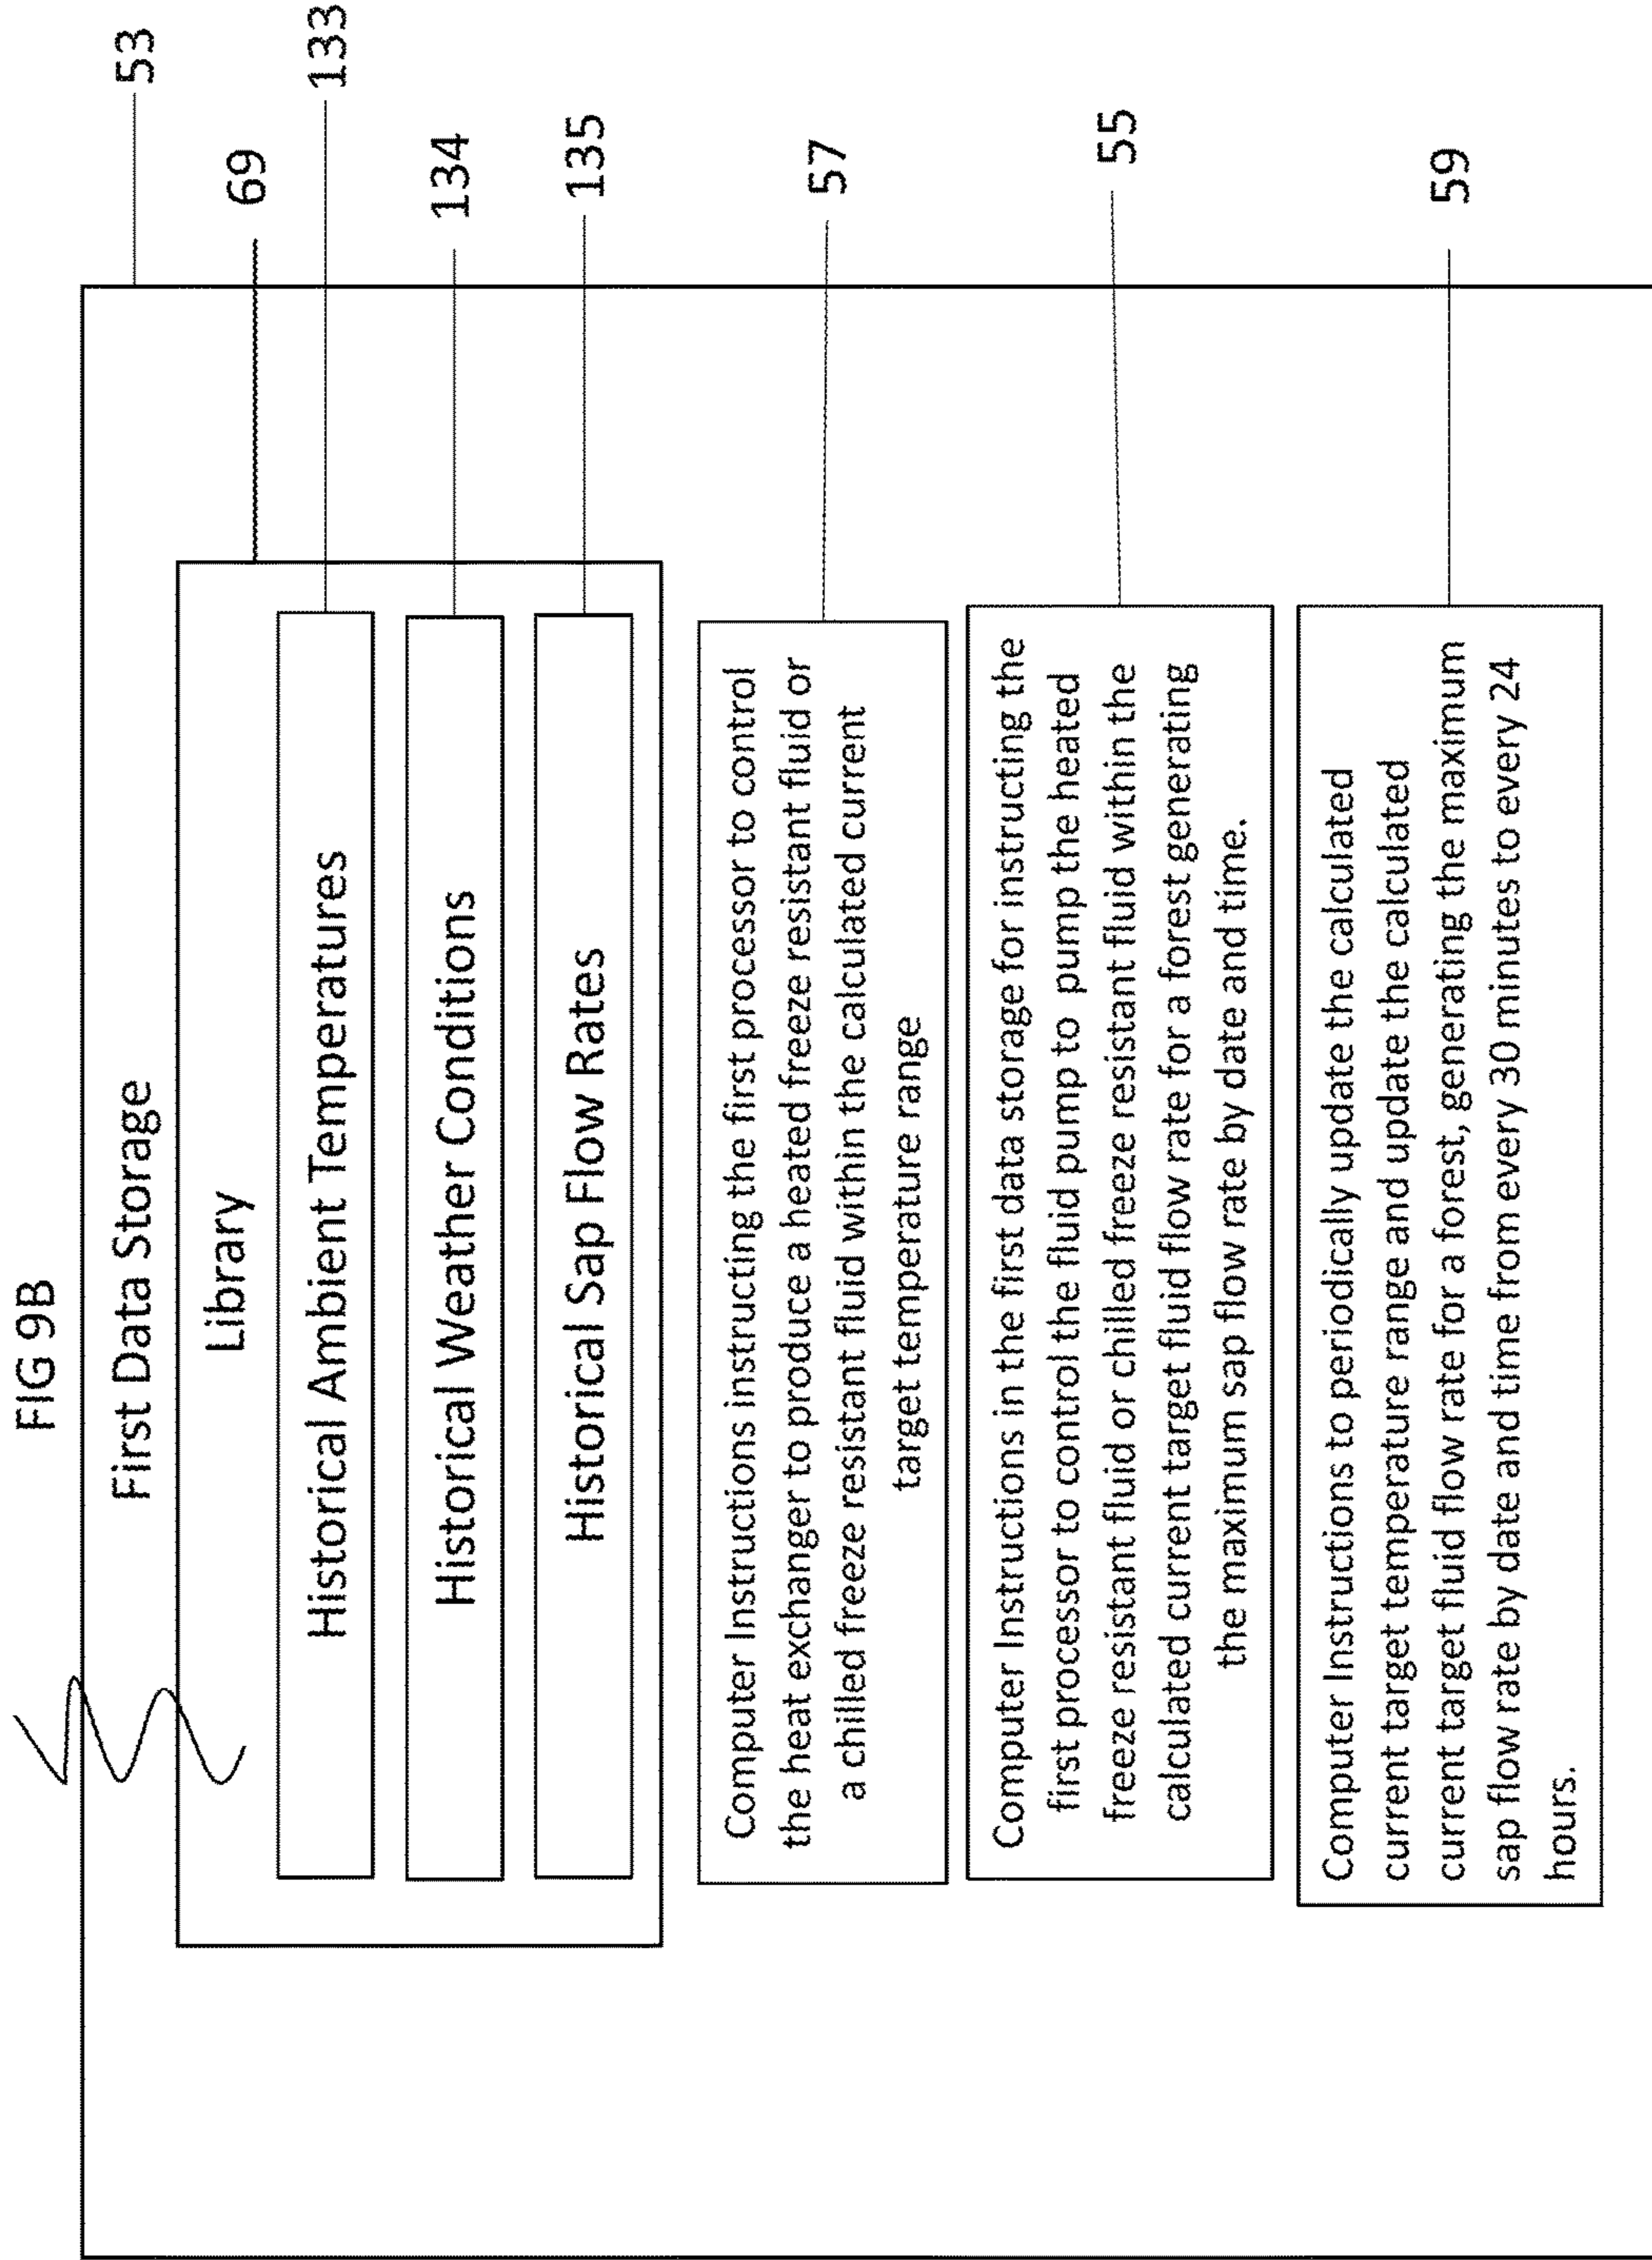 FIG 9B
First Data Storage
53
Library
69
Historical Ambient Temperatures
133
Historical Weather Conditions
134
Historical Sap Flow Rates
135
Computer Instructions instructing the first processor to control
the heat exchanger to produce a heated freeze resistant fluid or
a chilled freeze resistant fluid within the calculated current
target temperature range
57
Computer Instructions in the first data storage for instructing the
first processor to control the fluid pump to pump the heated
freeze resistant fluid or chilled freeze resistant fluid within the
calculated current target fluid flow rate for a forest generating
the maximum sap flow rate by date and time.
55
Computer Instructions to periodically update the calculated
current target temperature range and update the calculated
current target fluid flow rate for a forest, generating the maximum
sap flow rate by date and time from every 30 minutes to every 24
hours.
59